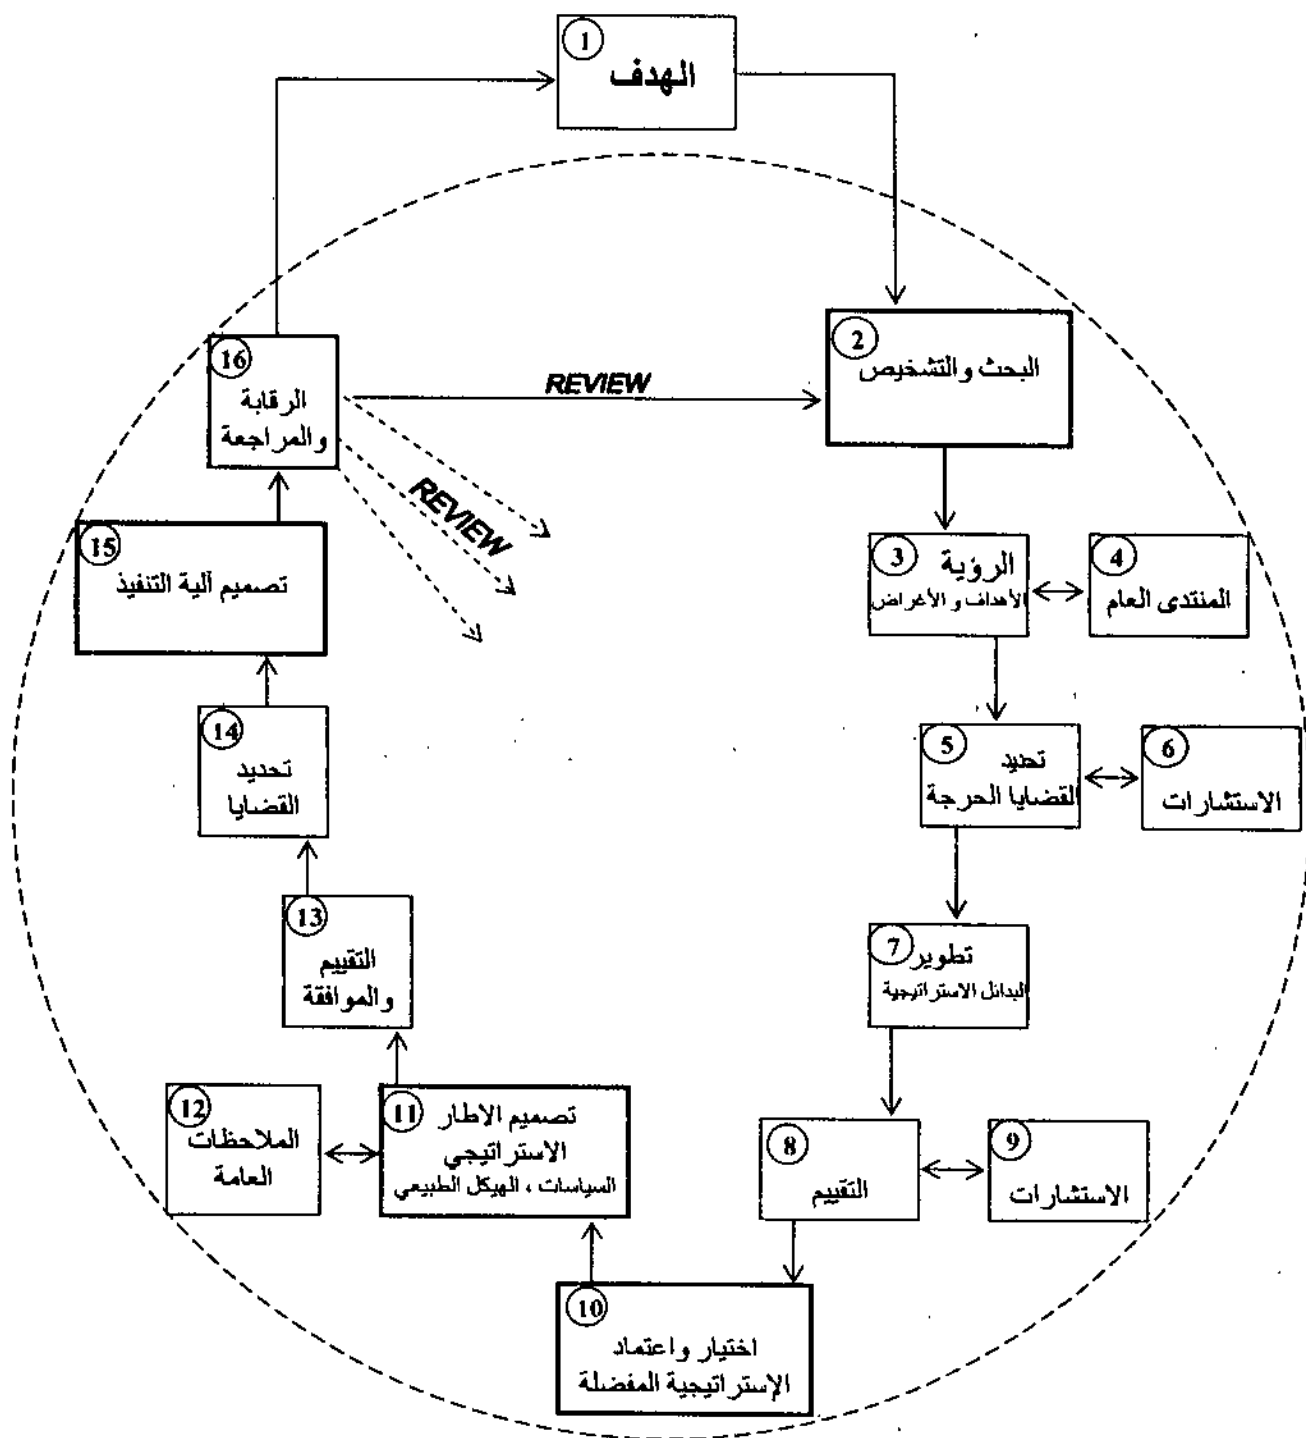 1
الهدف
2
البحث والتشخيص
3
الرؤية
الأهداف و الأغراض
4
المنتدى العام
5
تحديد
القضايا الحرجة
6
الاستشارات
7
تطوير
البدائل الاستراتيجية
8
التقييم
9
الاستشارات
10
اختيار واعتماد
الإستراتيجية المفضلة
11
تصميم الاطار
الاستراتيجي
السياسات ، الهيكل الطبيعي
12
الملاحظات
العامة
13
التقييم
والموافقة
14
تحديد
القضايا
15
تصميم آلية التنفيذ
16
الرقابة
والمراجعة
REVIEW
REVIEW